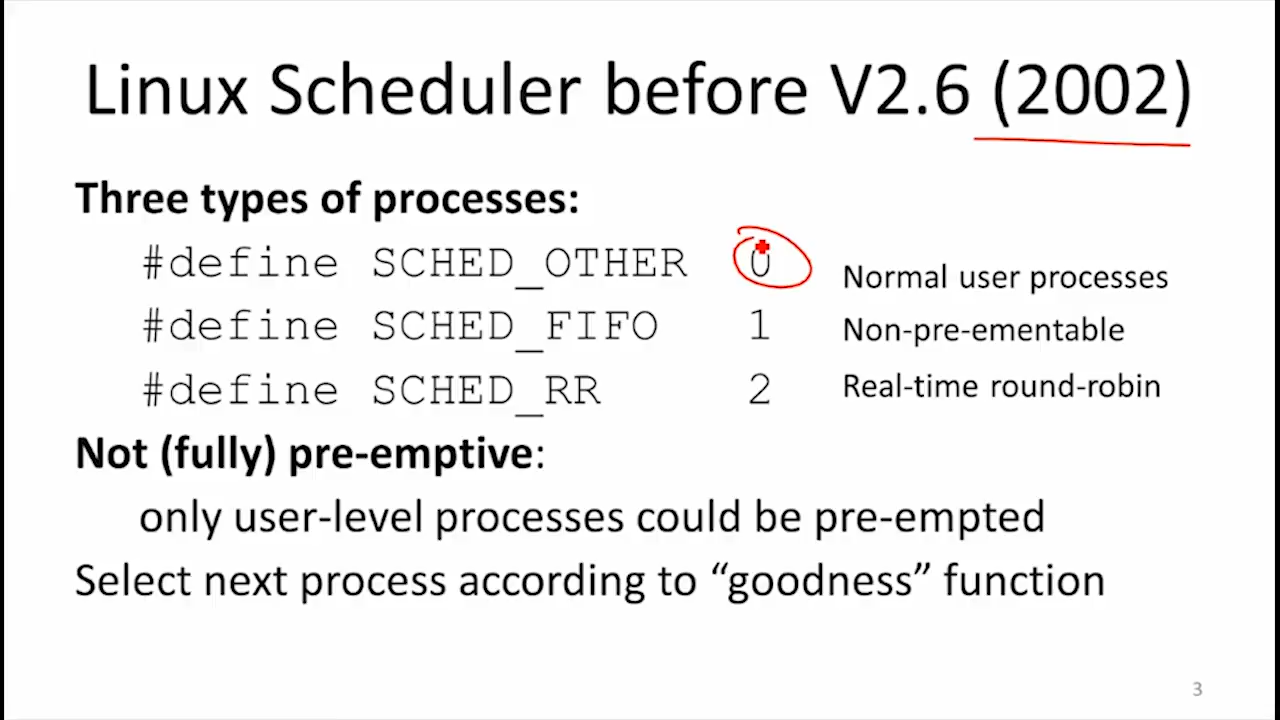 Linux Scheduler before V2.6 (2002)
Three types of processes:
#define SCHED_OTHER 0 Normal user processes
#define SCHED_FIFO 1 Non-pre-ementable
#define SCHED_RR 2 Real-time round-robin
Not (fully) pre-emptive:
only user-level processes could be pre-empted
Select next process according to “goodness” function
3